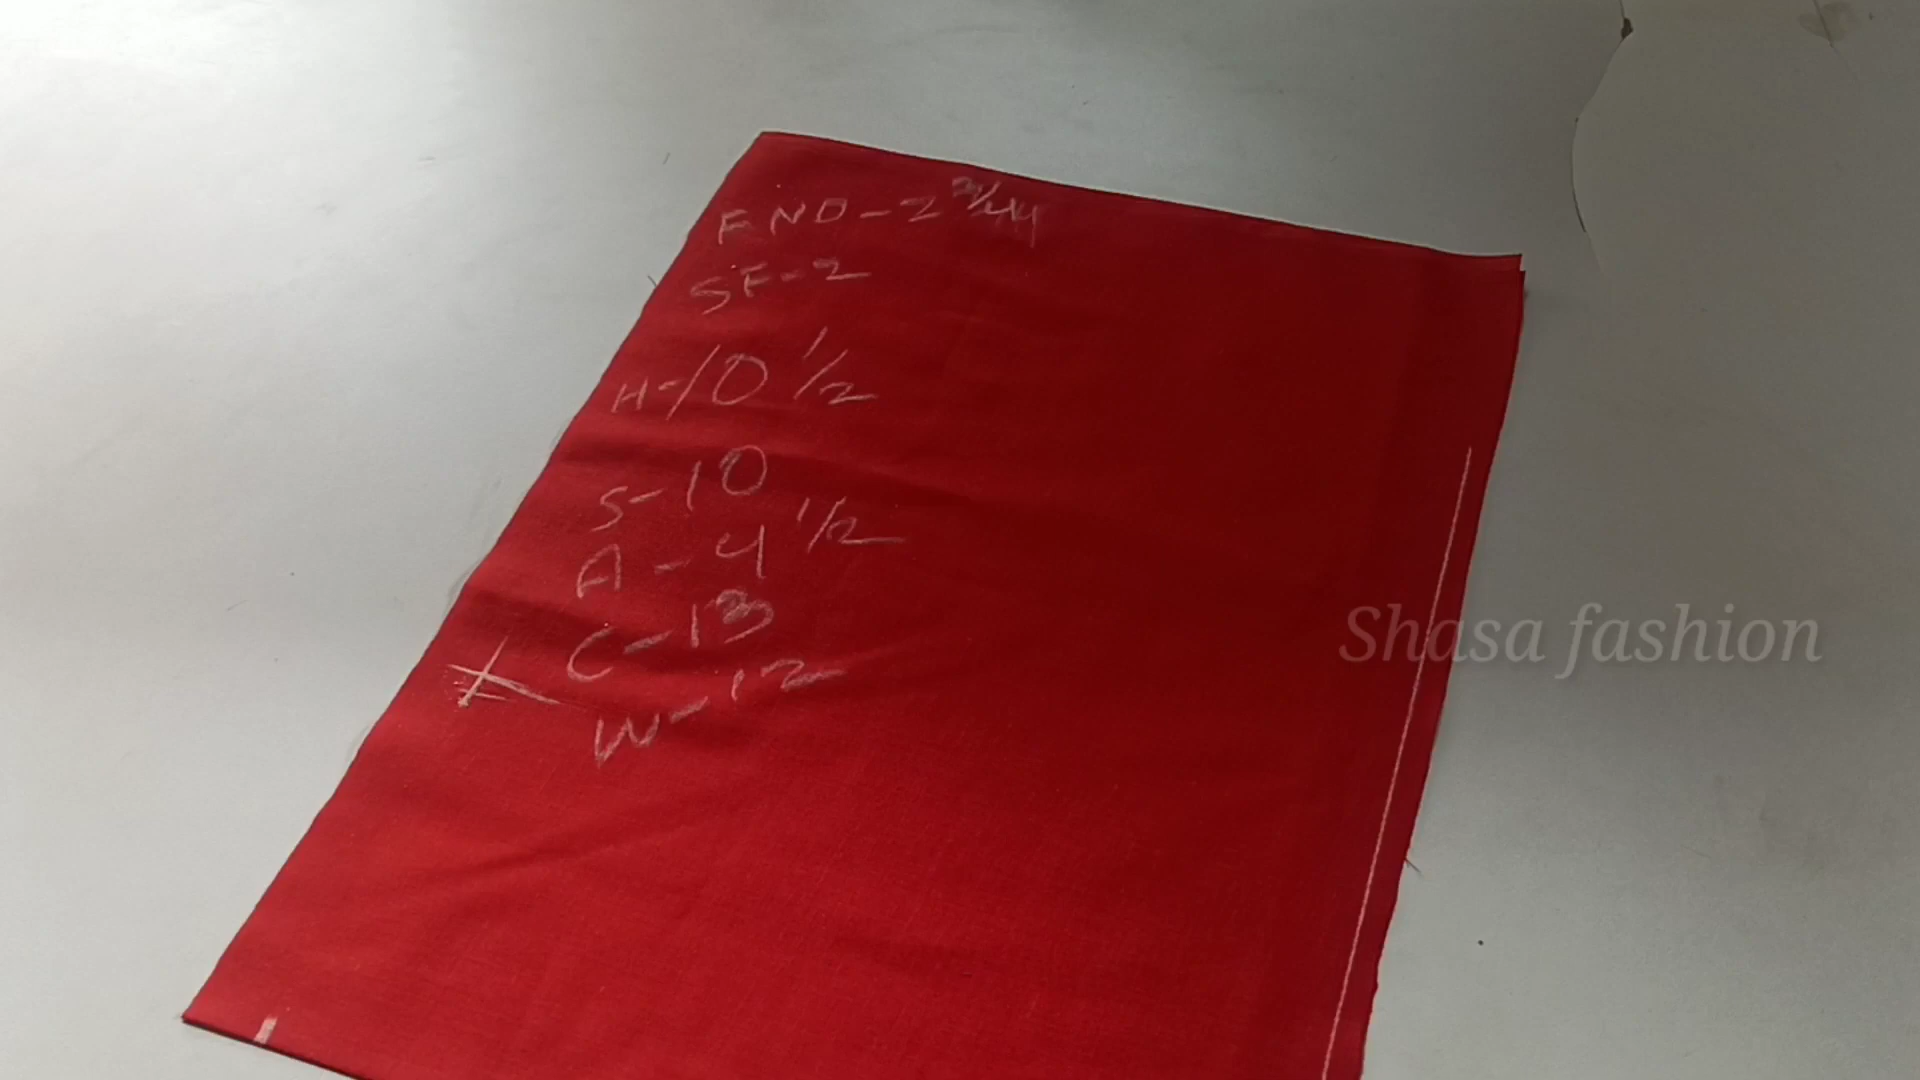 FND-2 3/4
SF-2
H-10 1/2
S-10
A-4 1/2
C-13
W-12
Shasa fashion